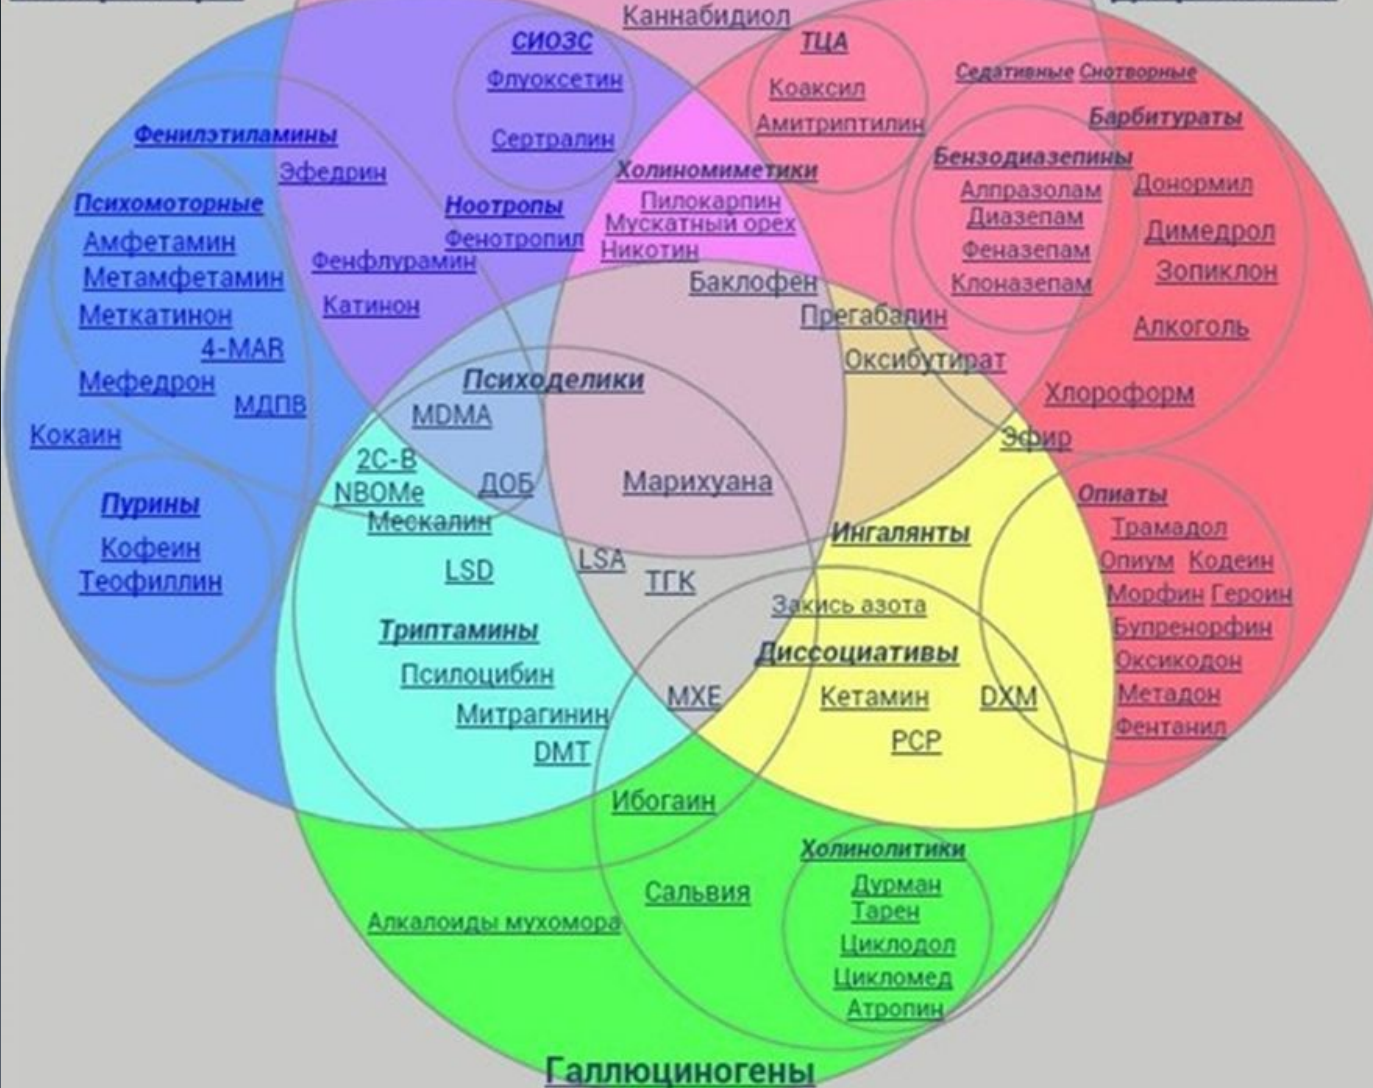 Каннабидиол
СИОЗС
Флуоксетин
Сертралин
ТЦА
Коаксил
Амитриптилин
Седативные Снотворные
Барбитураты
Бензодиазепины
Алпразолам
Диазепам
Феназепам
Клоназепам
Донормил
Димедрол
Зопиклон
Алкоголь
Хлороформ
Эфир
Фенилэтиламины
Эфедрин
Психомоторные
Амфетамин
Метамфетамин
Меткатинон
4-MAR
Мефедрон
МДПВ
Кокаин
Ноотропы
Фенотропил
Фенфлурамин
Катинон
Холиномиметики
Пилокарпин
Мускатный орех
Никотин
Баклофен
Прегабалин
Оксибутират
Психоделики
MDMA
2C-B
NBOMe
ДОБ
Мескалин
Марихуана
Пурины
Кофеин
Теофиллин
LSD
LSA
ТГК
Ингалянты
Закись азота
Опиаты
Трамадол
Опиум Кодеин
Морфин Героин
Бупренорфин
Оксикодон
Метадон
Фентанил
Триптамины
Псилоцибин
Митрагинин
DMT
Диссоциативы
MXE
Кетамин
DXM
PCP
Ибогаин
Сальвия
Алкалоиды мухомора
Холинолитики
Дурман
Тарен
Циклодол
Цикломед
Атропин
Галлюциногены